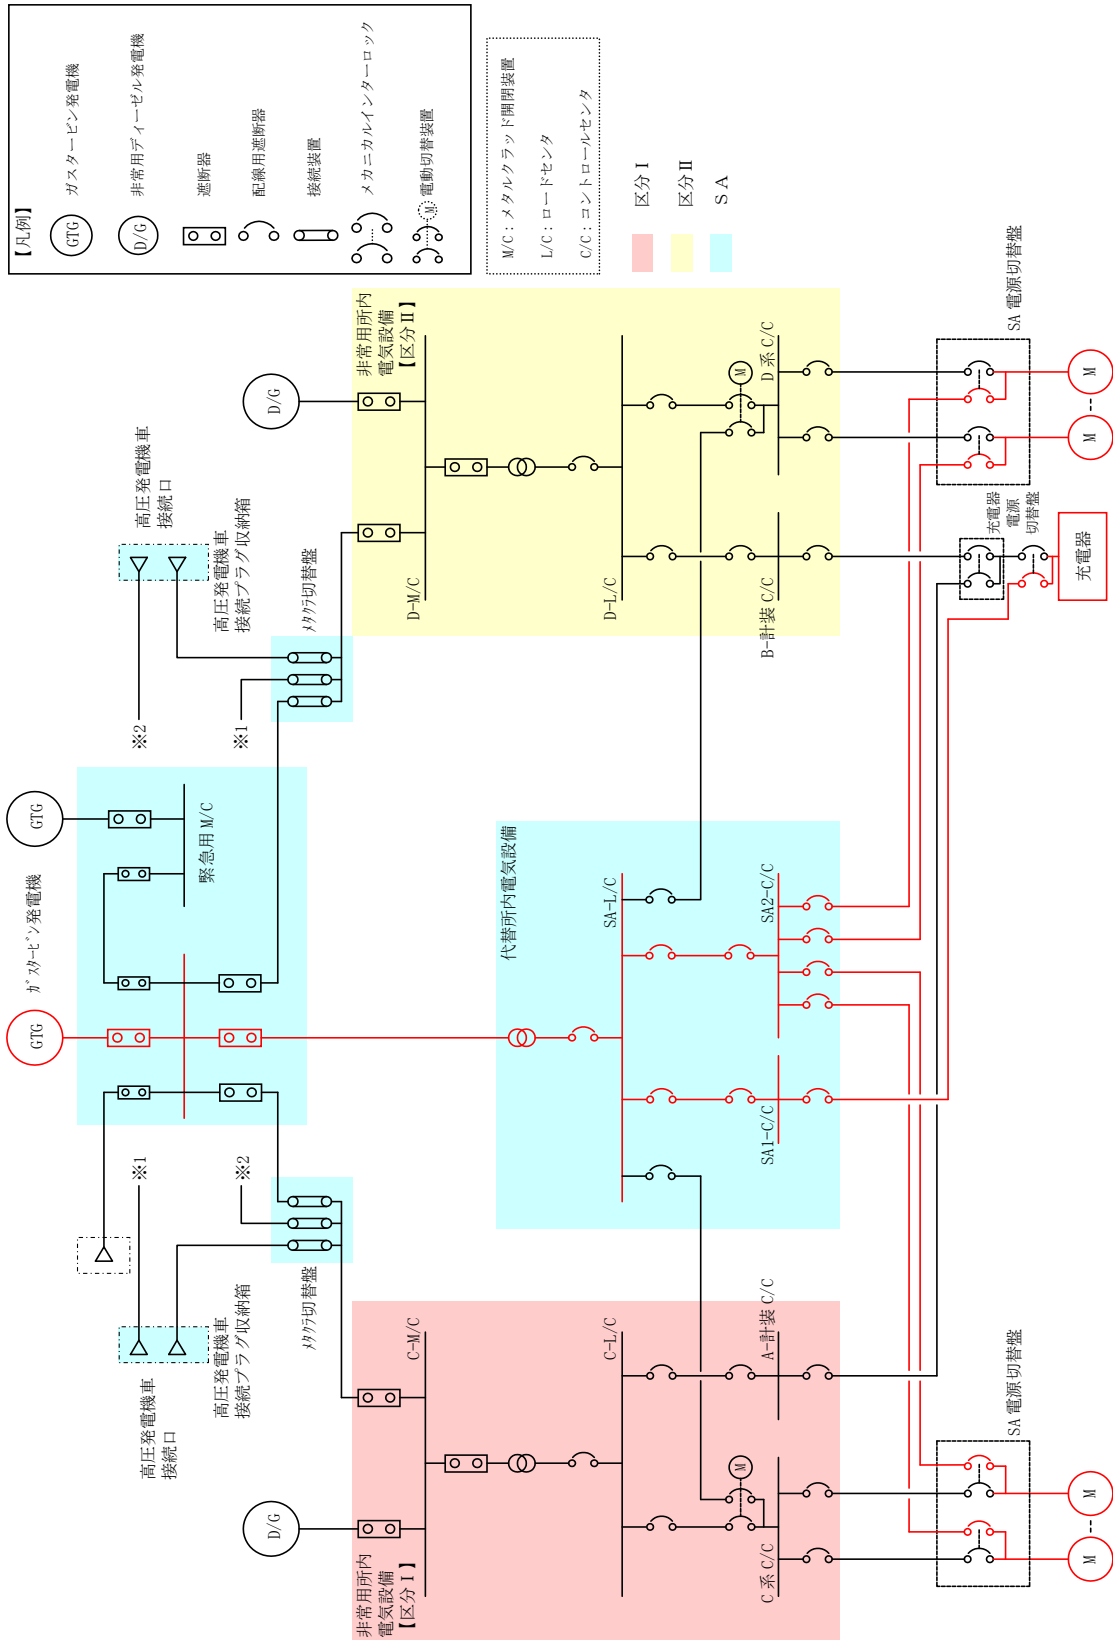 【凡例】
GTG
ガスタービン発電機
D/G
非常用ディーゼル発電機
遮断器
配線用遮断器
接続装置
メカニカルインターロック
M
電動切替装置
M/C：メタルクラッド開閉装置
L/C：ロードセンタ
C/C：コントロールセンタ
区分Ⅰ
区分Ⅱ
ＳＡ
ｶﾞｽﾀｰﾋﾞﾝ発電機
GTG
GTG
緊急用 M/C
高圧発電機車
接続口
※1
※2
高圧発電機車
接続プラグ収納箱
ﾒﾀｸﾗ切替盤
高圧発電機車
接続口
※2
※1
高圧発電機車
接続プラグ収納箱
ﾒﾀｸﾗ切替盤
D/G
非常用所内
電気設備
【区分Ⅰ】
C-M/C
C-L/C
M
C 系 C/C
A-計装 C/C
代替所内電気設備
SA-L/C
SA1-C/C
SA2-C/C
D/G
非常用所内
電気設備
【区分Ⅱ】
D-M/C
D-L/C
M
D 系 C/C
B-計装 C/C
SA 電源切替盤
M
M
充電器
電源
切替盤
充電器
SA 電源切替盤
M
M